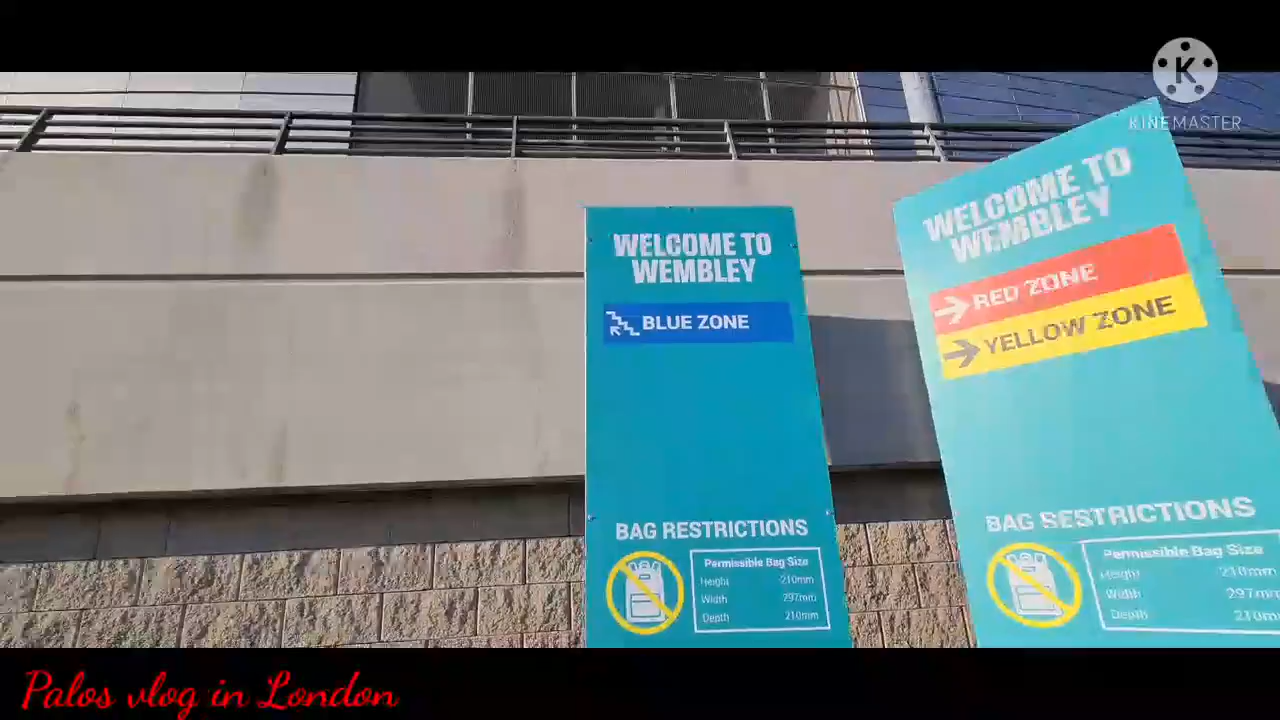 KINEMASTER
WELCOME TO
WEMBLEY
BLUE ZONE
BAG RESTRICTIONS
Permissible Bag Size
Height 210mm
Width 297mm
Depth 210mm
WELCOME TO
WEMBLEY
RED ZONE
YELLOW ZONE
BAG RESTRICTIONS
Permissible Bag Size
Height 210mm
Width 297mm
Depth 210mm
Palos vlog in London